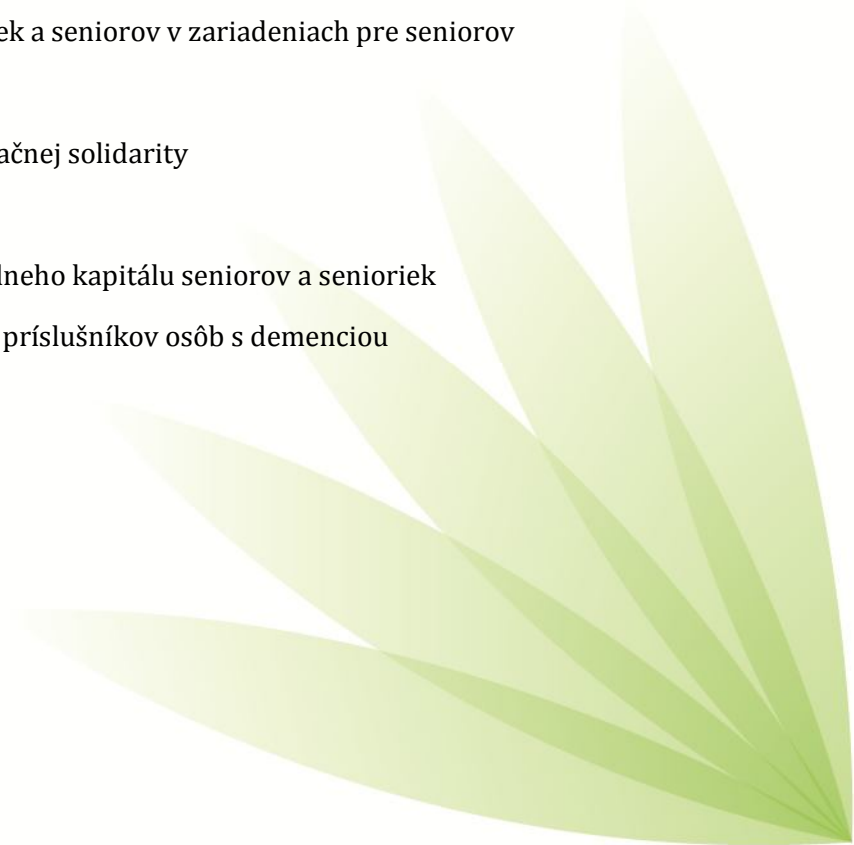 ek a seniorov v zariadeniach pre seniorov
ačnej solidarity
lneho kapitálu seniorov a senioriek
príslušníkov osôb s demenciou